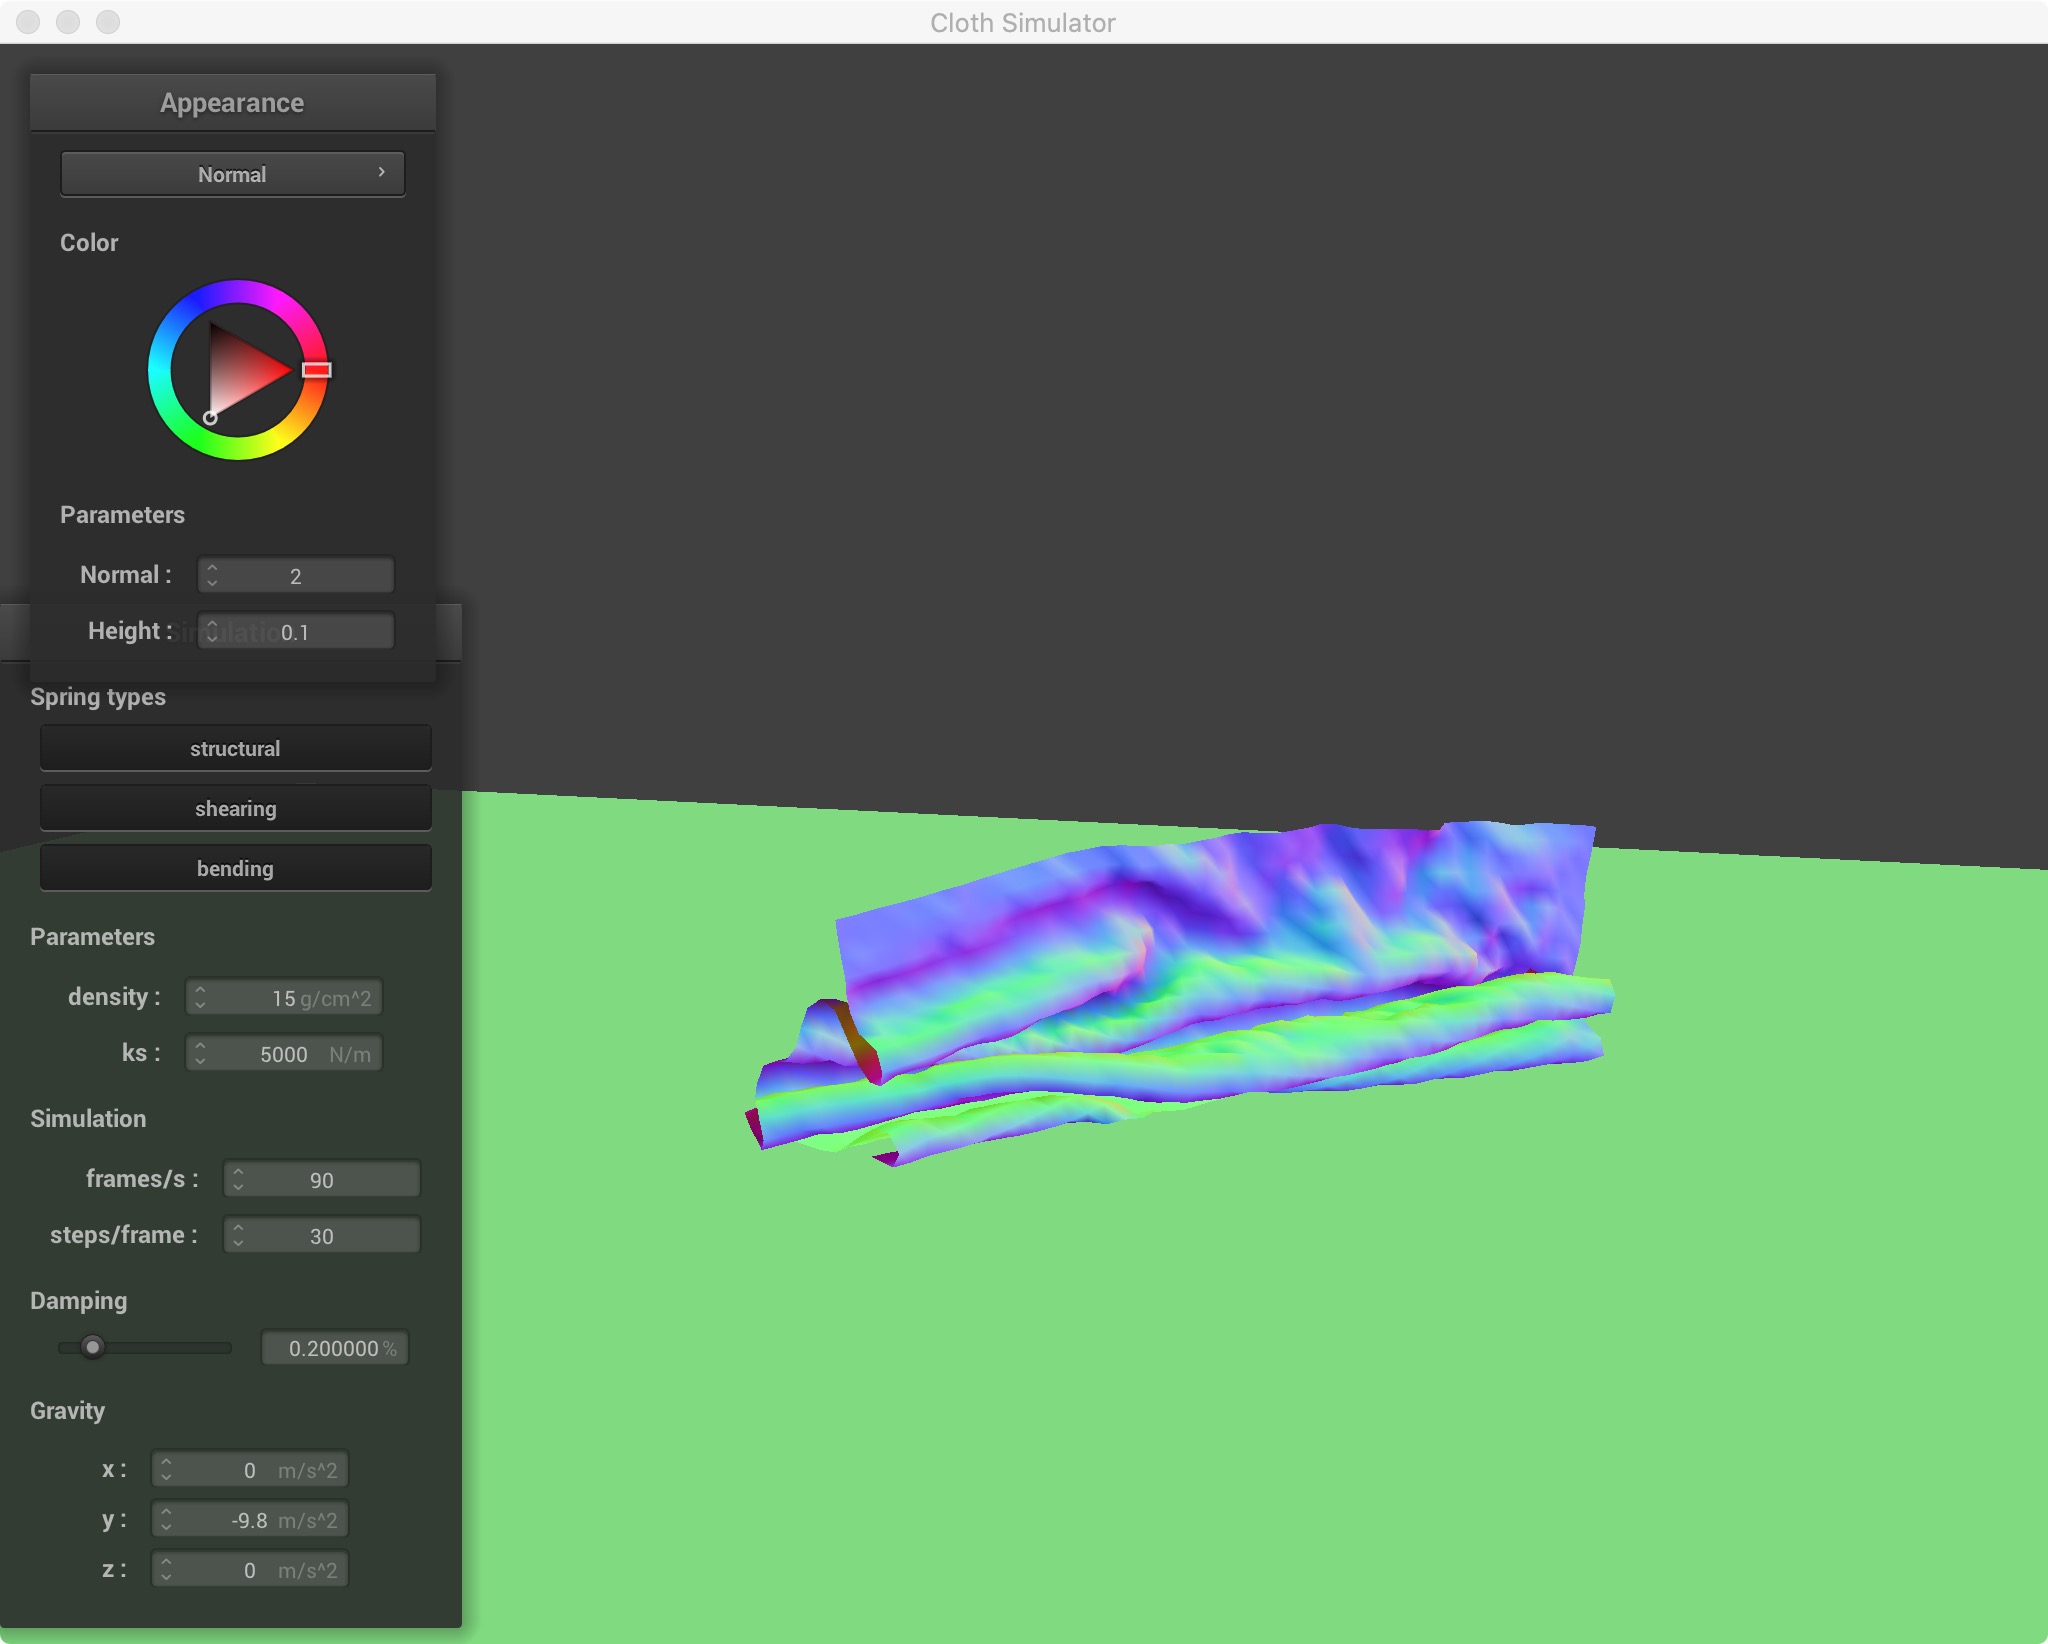 Cloth Simulator
Appearance
Normal
Color
Parameters
Normal : 2
Height : 0.1
Simulation
Spring types
structural
shearing
bending
Parameters
density : 15 g/cm^2
ks : 5000 N/m
Simulation
frames/s : 90
steps/frame : 30
Damping
0.200000 %
Gravity
x : 0 m/s^2
y : -9.8 m/s^2
z : 0 m/s^2